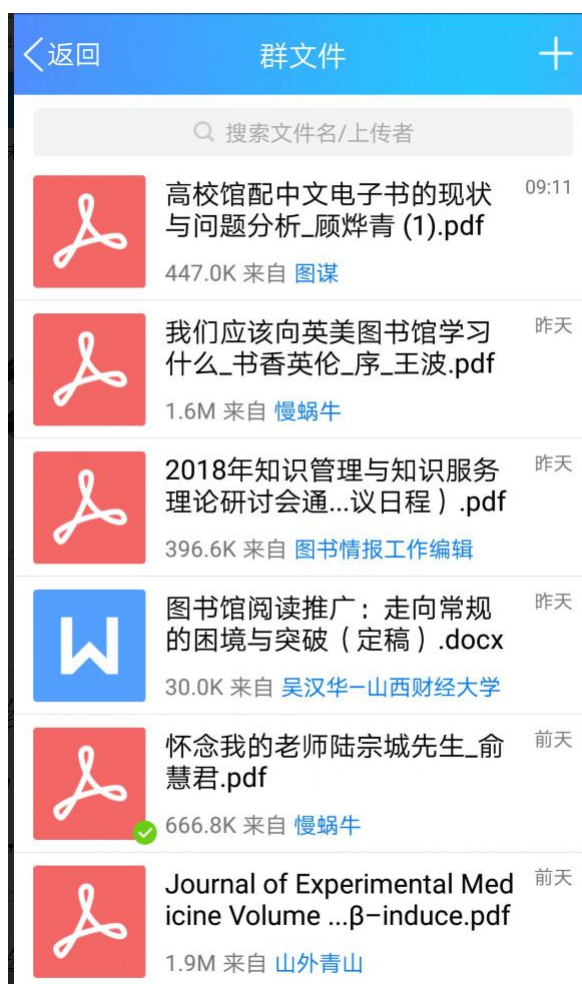 返回 群文件
搜索文件名/上传者
高校馆配中文电子书的现状 09:11
与问题分析_顾烨青 (1).pdf
447.0K 来自 图谋
我们应该向英美图书馆学习 昨天
什么_书香英伦_序_王波.pdf
1.6M 来自 慢蜗牛
2018年知识管理与知识服务 昨天
理论研讨会通...议日程）.pdf
396.6K 来自 图书情报工作编辑
图书馆阅读推广：走向常规 昨天
的困境与突破（定稿）.docx
30.0K 来自 吴汉华–山西财经大学
怀念我的老师陆宗城先生_俞 前天
慧君.pdf
666.8K 来自 慢蜗牛
Journal of Experimental Med 前天
icine Volume ...β–induce.pdf
1.9M 来自 山外青山